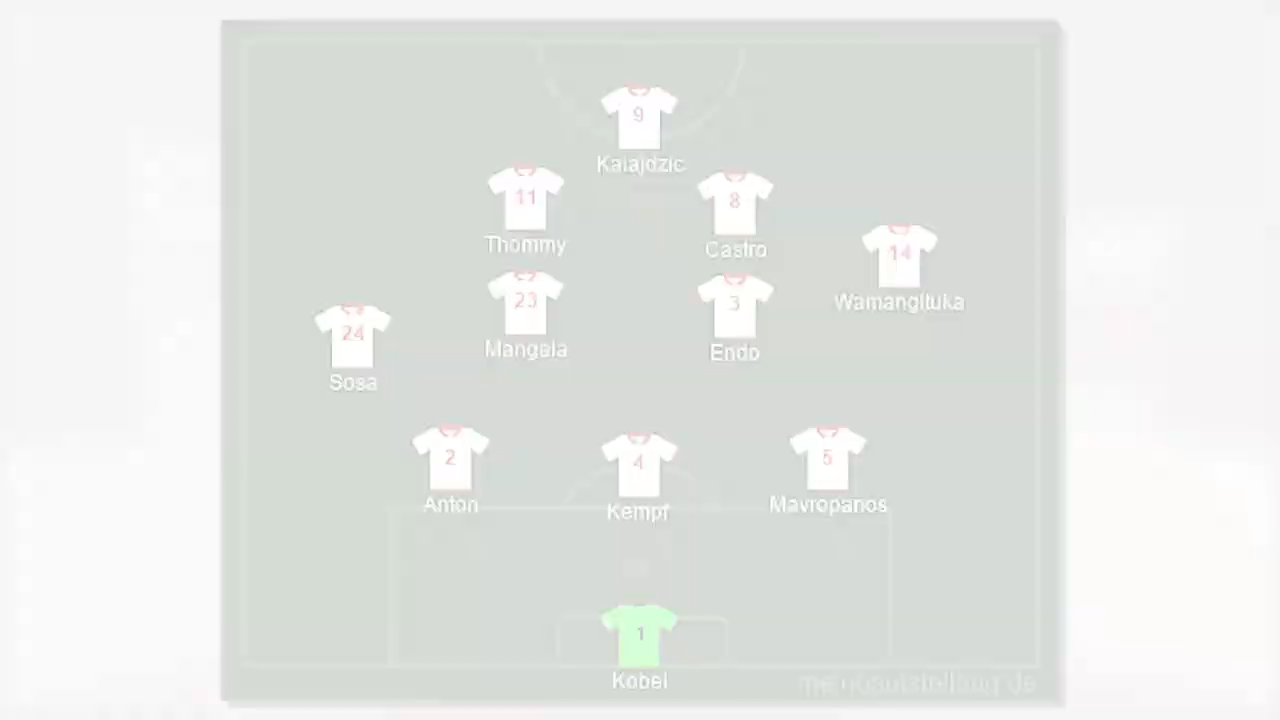 9
Kalajdzic
11
Thommy
8
Castro
14
Wamangituka
23
Mangala
3
Endo
24
Sosa
2
Anton
4
Kempf
5
Mavropanos
1
Kobel